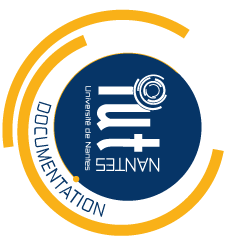 iut
NANTES
Université de Nantes
DOCUMENTATION